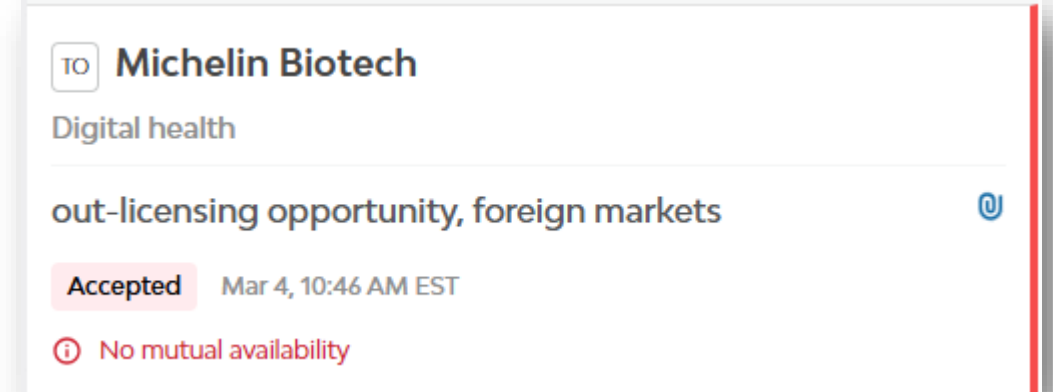 TO Michelin Biotech
Digital health
out-licensing opportunity, foreign markets
Accepted Mar 4, 10:46 AM EST
No mutual availability